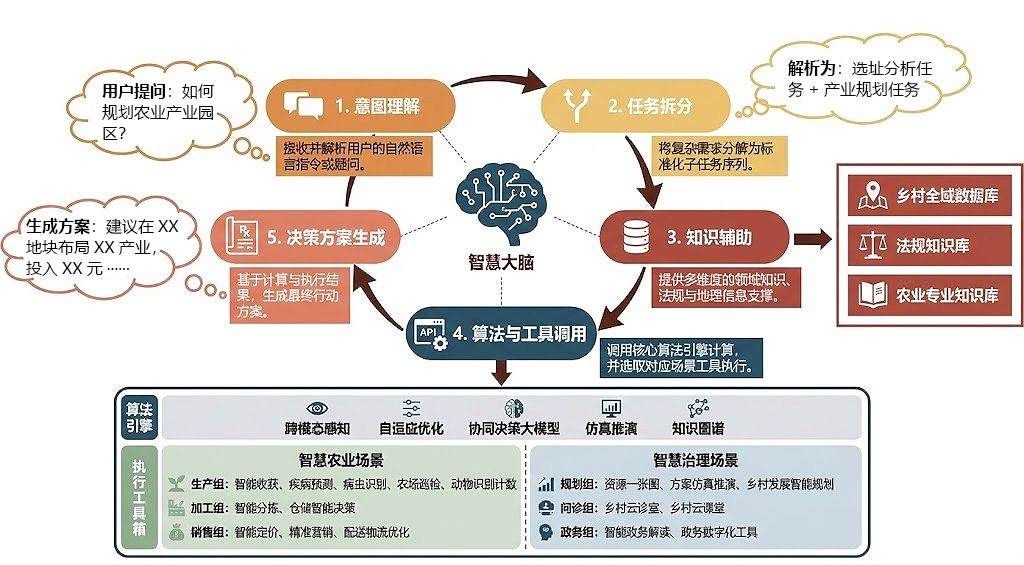 用户提问：如何
规划农业产业园
区？
1. 意图理解
接收并解析用户的自然语
言指令或疑问。
2. 任务拆分
将复杂需求分解为标
准化子任务序列。
解析为：选址分析任
务 + 产业规划任务
智慧大脑
3. 知识辅助
提供多维度的领域知识、
法规与地理信息支撑。
乡村全域数据库
法规知识库
农业专业知识库
4. 算法与工具调用
API
调用核心算法引擎计算，
并选取对应场景工具执行。
5. 决策方案生成
基于计算与执行结
果，生成最终行动
方案。
生成方案：建议在 XX
地块布局 XX 产业，
投入 XX 元 ······
算法
引擎
跨模态感知
自适应优化
协同决策大模型
仿真推演
知识图谱
执行工具箱
智慧农业场景
生产组：智能收获、疾病预测、病虫识别、农场巡检、动物识别计数
加工组：智能分拣、仓储智能决策
销售组：智能定价、精准营销、配送物流优化
智慧治理场景
规划组：资源一张图、方案仿真推演、乡村发展智能规划
问诊组：乡村云诊室、乡村云课堂
政务组：智能政务解读、政务数字化工具